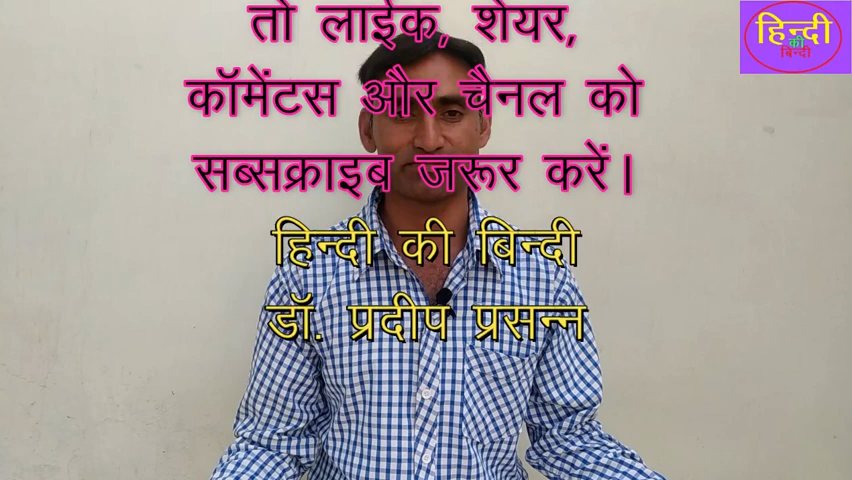 तो लाईक, शेयर,
कॉमेंटस और चैनल को
सब्सक्राइब जरूर करें।
हिन्दी की बिन्दी
डॉ. प्रदीप प्रसन्न
हिन्दी
की
बिन्दी